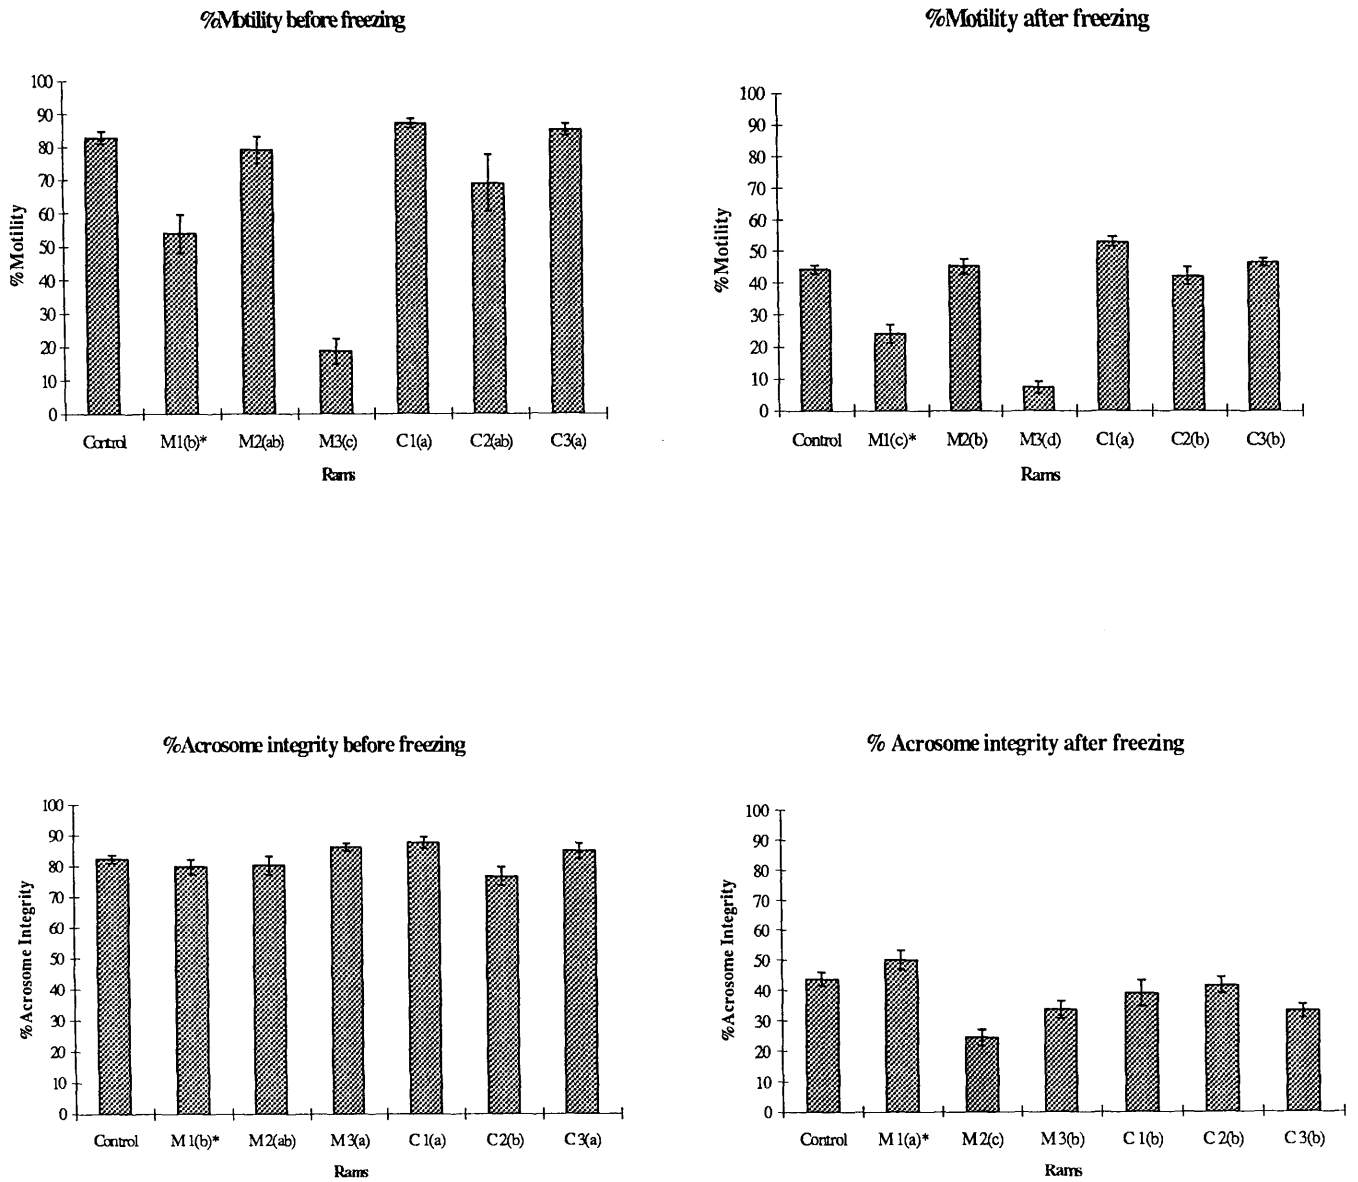 %Motility before freezing
100
90
80
70
60
50
40
30
20
10
0
%Motility
Control M1(b)* M2(ab) M3(c) C1(a) C2(ab) C3(a)
Rams
%Motility after freezing
100
90
80
70
60
50
40
30
20
10
0
%Motility
Control M1(c)* M2(b) M3(d) C1(a) C2(b) C3(b)
Rams
%Acrosome integrity before freezing
100
90
80
70
60
50
40
30
20
10
0
%Acrosome Integrity
Control M1(b)* M2(ab) M3(a) C1(a) C2(b) C3(a)
Rams
% Acrosome integrity after freezing
100
90
80
70
60
50
40
30
20
10
0
%Acrosome Integrity
Control M1(a)* M2(c) M3(b) C1(b) C2(b) C3(b)
Rams